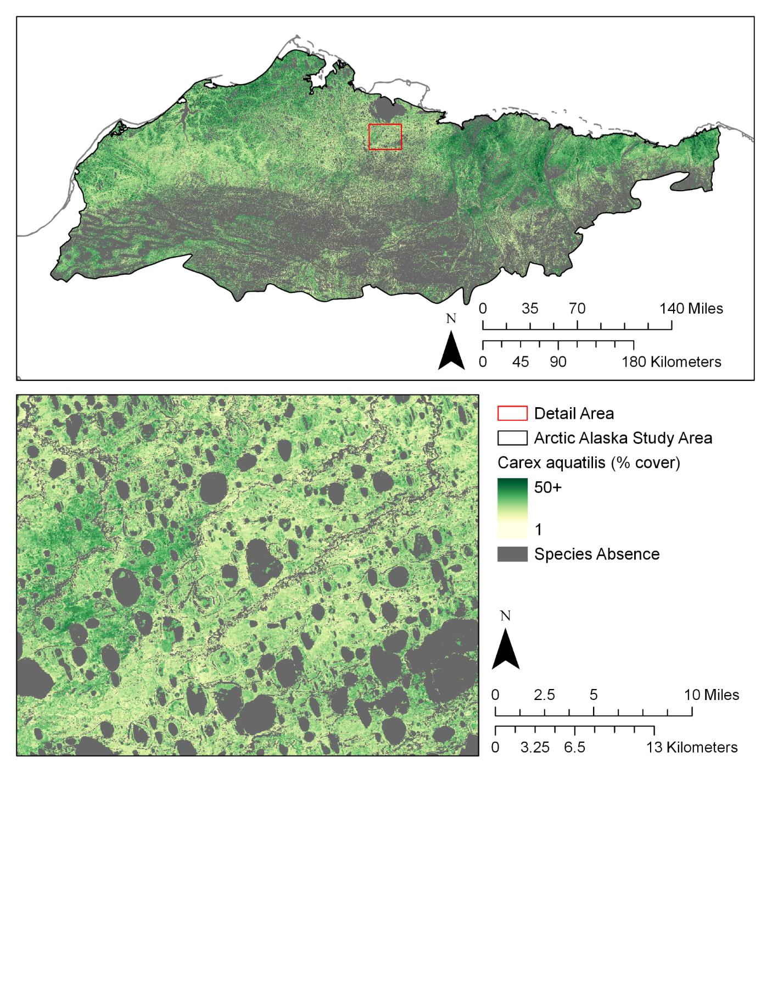 0 35 70 140 Miles
N
0 45 90 180 Kilometers
Detail Area
Arctic Alaska Study Area
Carex aquatilis (% cover)
50+
1
Species Absence
N
0 2.5 5 10 Miles
0 3.25 6.5 13 Kilometers